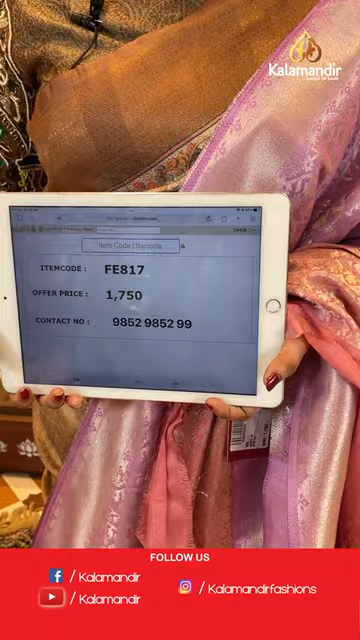 Kalamandir
Item Code / Barcode
ITEMCODE : FE817
OFFER PRICE : 1,750
CONTACT NO : 9852 9852 99
FOLLOW US
/ Kalamandir
/ Kalamandirfashions
/ Kalamandir